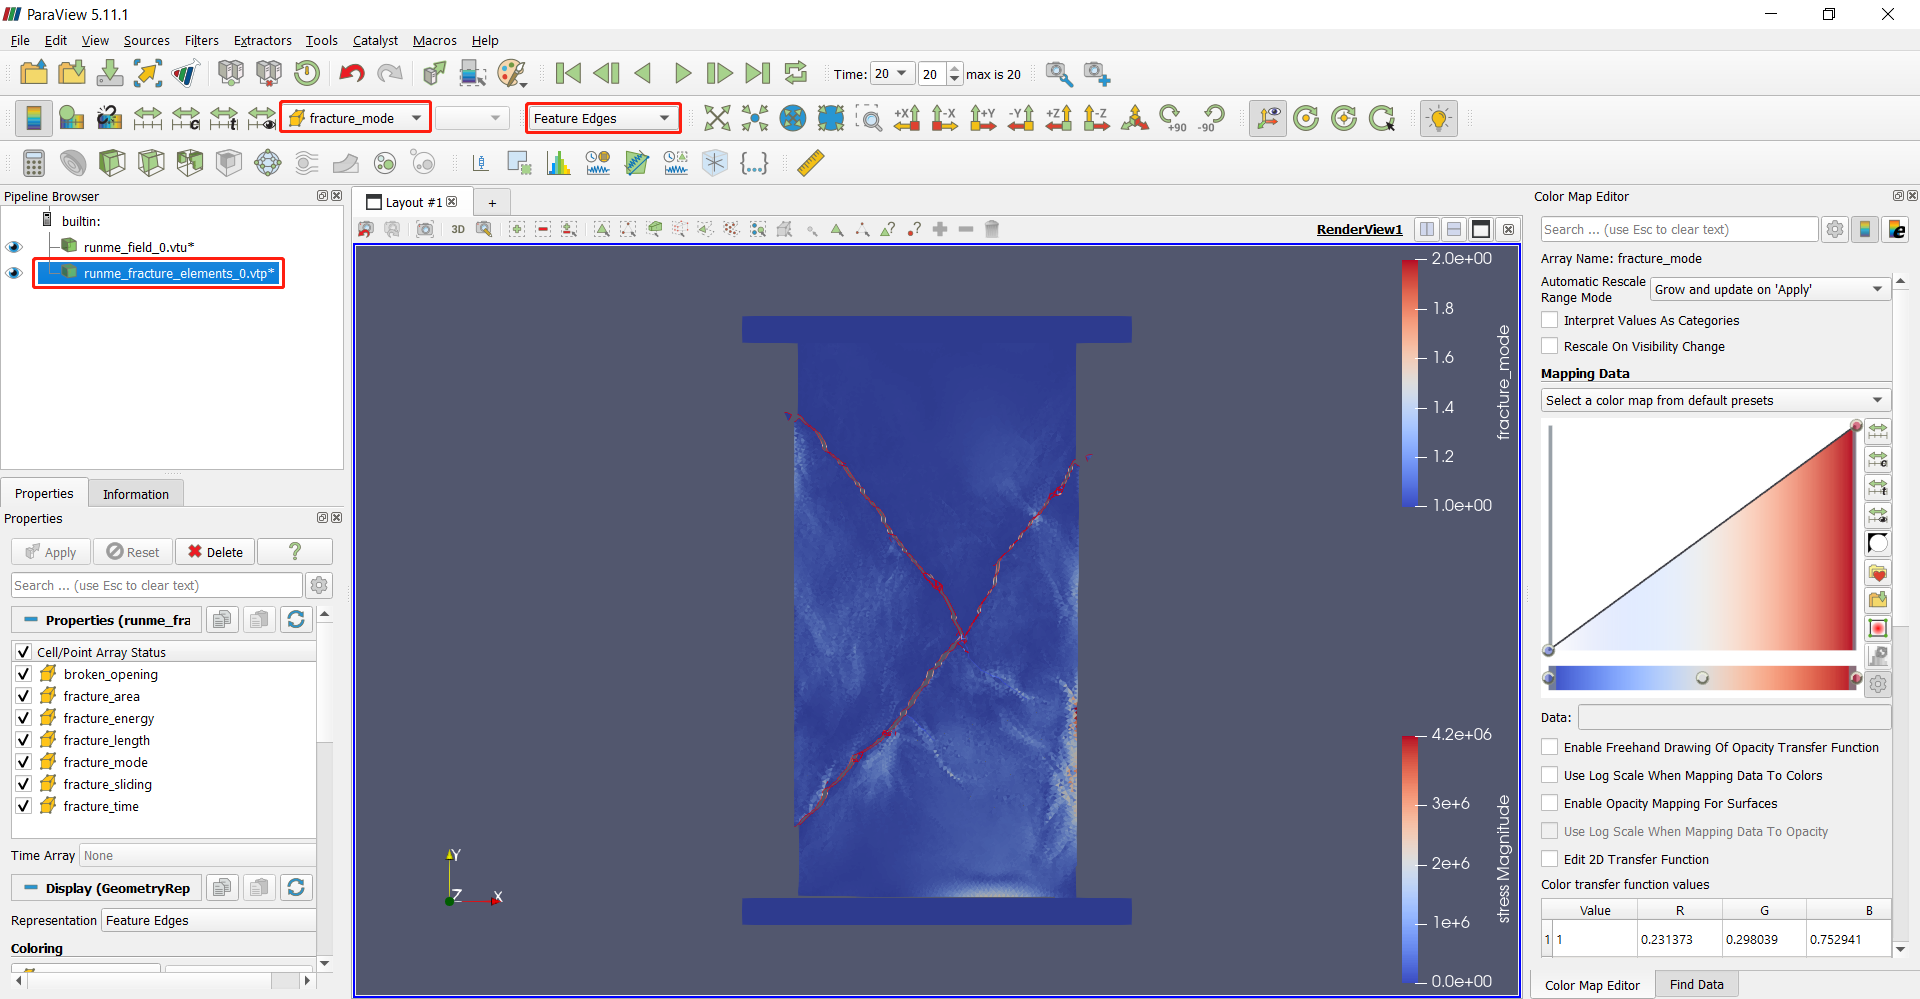 ParaView 5.11.1
File Edit View Sources Filters Extractors Tools Catalyst Macros Help
Time: 20 20 max is 20
fracture_mode Feature Edges +X -X +Y -Y +Z -Z +90 -90
Pipeline Browser
builtin:
runme_field_0.vtu*
runme_fracture_elements_0.vtp*
Properties Information
Properties
Apply Reset Delete ?
Search ... (use Esc to clear text)
Properties (runme_fra
Cell/Point Array Status
broken_opening
fracture_area
fracture_energy
fracture_length
fracture_mode
fracture_sliding
fracture_time
Time Array None
Display (GeometryRep
Representation Feature Edges
Coloring
Layout #1 +
3D RenderView1
2.0e+00
1.8
1.6
1.4
1.2
1.0e+00
fracture_mode
4.2e+06
3e+6
2e+6
1e+6
0.0e+00
stress Magnitude
Y
Z X
Color Map Editor
Search ... (use Esc to clear text)
Array Name: fracture_mode
Automatic Rescale
Range Mode
Grow and update on 'Apply'
Interpret Values As Categories
Rescale On Visibility Change
Mapping Data
Select a color map from default presets
Data:
Enable Freehand Drawing Of Opacity Transfer Function
Use Log Scale When Mapping Data To Colors
Enable Opacity Mapping For Surfaces
Use Log Scale When Mapping Data To Opacity
Edit 2D Transfer Function
Color transfer function values
Value R G B
1 1 0.231373 0.298039 0.752941
Color Map Editor Find Data